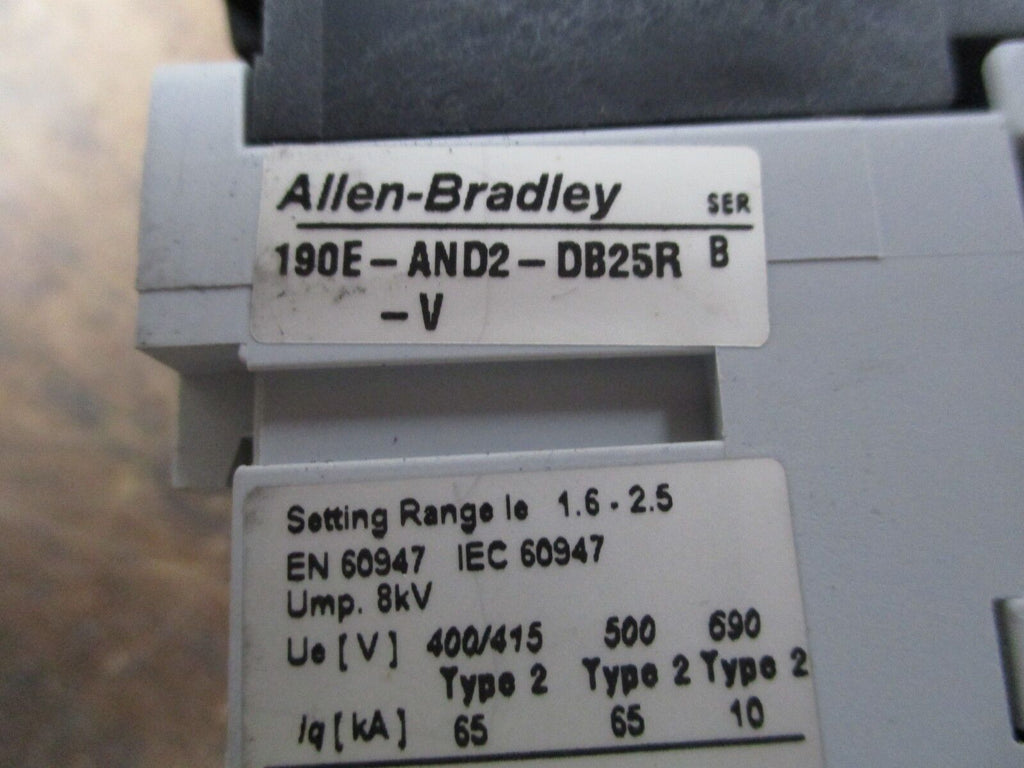 Allen-Bradley SER
190E-AND2-DB25R B
-V
Setting Range Ie 1.6 - 2.5
EN 60947 IEC 60947
Uımp. 8kV
Ue [V] 400/415 500 690
Type 2 Type 2 Type 2
Iq [kA] 65 65 10